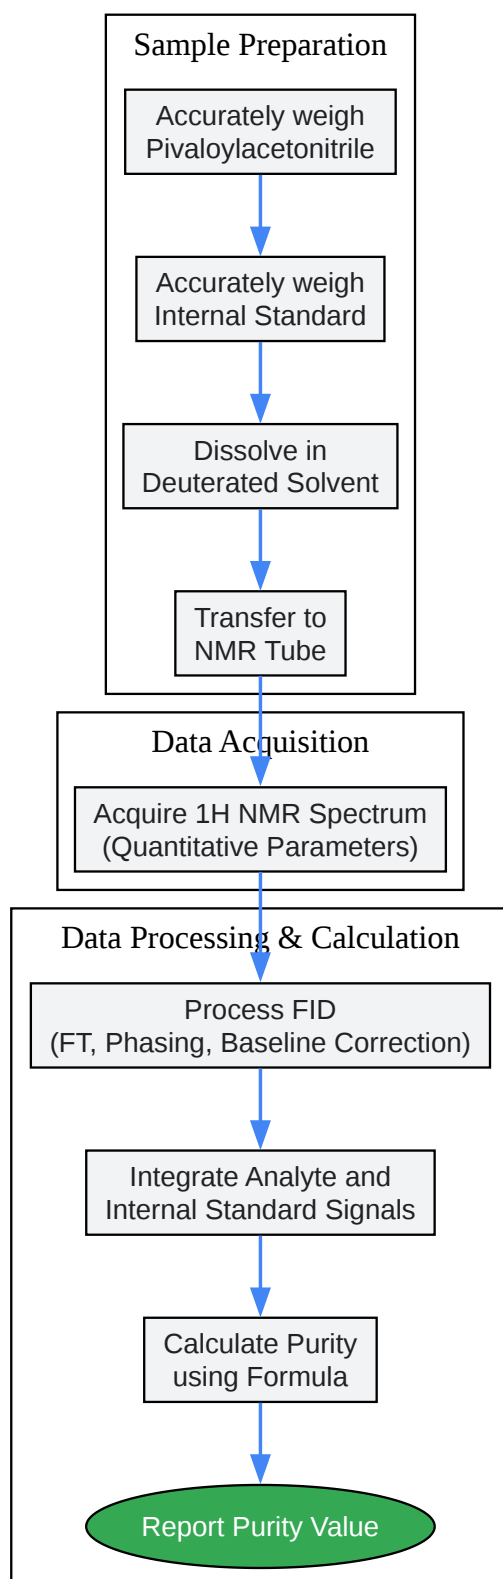 Sample Preparation
Accurately weigh
Pivaloylacetonitrile
Accurately weigh
Internal Standard
Dissolve in
Deuterated Solvent
Transfer to
NMR Tube
Data Acquisition
Acquire 1H NMR Spectrum
(Quantitative Parameters)
Data Processing & Calculation
Process FID
(FT, Phasing, Baseline Correction)
Integrate Analyte and
Internal Standard Signals
Calculate Purity
using Formula
Report Purity Value